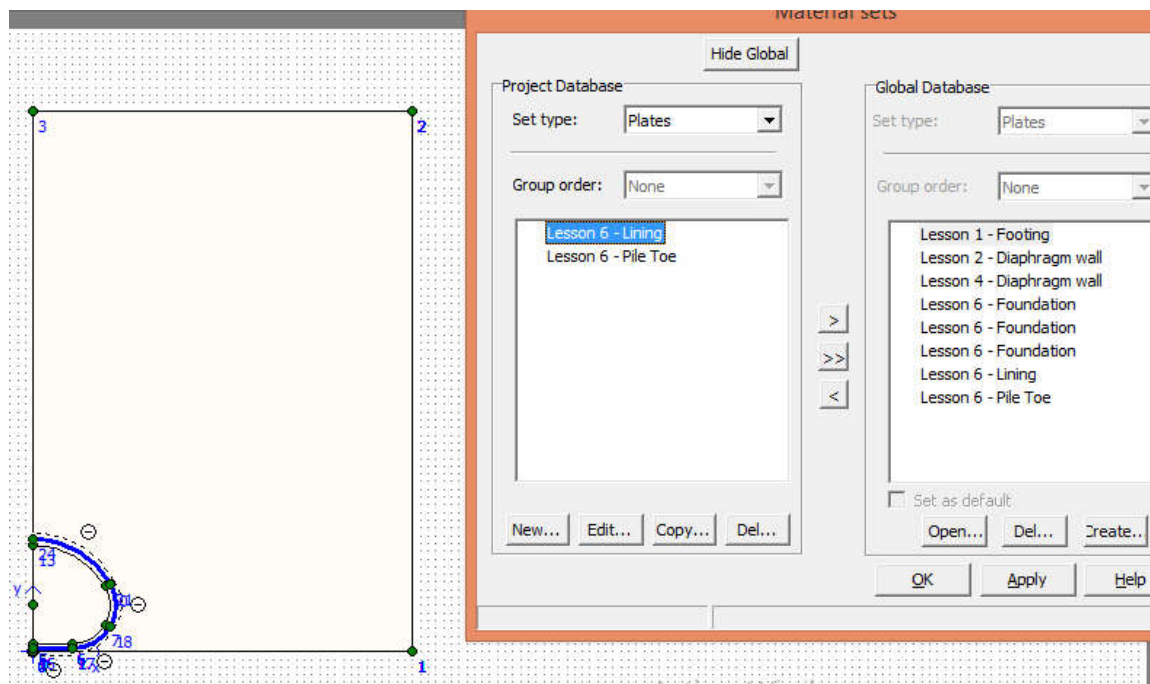 Material sets
Hide Global
Project Database
Set type: Plates
Group order: None
Lesson 6 - Lining
Lesson 6 - Pile Toe
New... Edit... Copy... Del...
>
>>
<
Global Database
Set type: Plates
Group order: None
Lesson 1 - Footing
Lesson 2 - Diaphragm wall
Lesson 4 - Diaphragm wall
Lesson 6 - Foundation
Lesson 6 - Foundation
Lesson 6 - Foundation
Lesson 6 - Lining
Lesson 6 - Pile Toe
Set as default
Open... Del... Create...
OK Apply Help
3
2
y
718
x
1